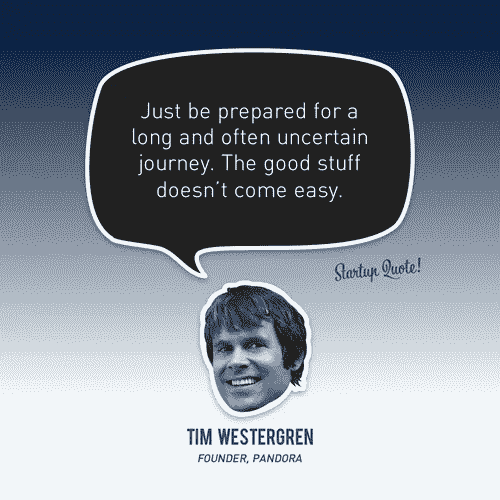 Just be prepared for a
long and often uncertain
journey. The good stuff
doesn't come easy.
Startup Quote!
TIM WESTERGREN
FOUNDER, PANDORA